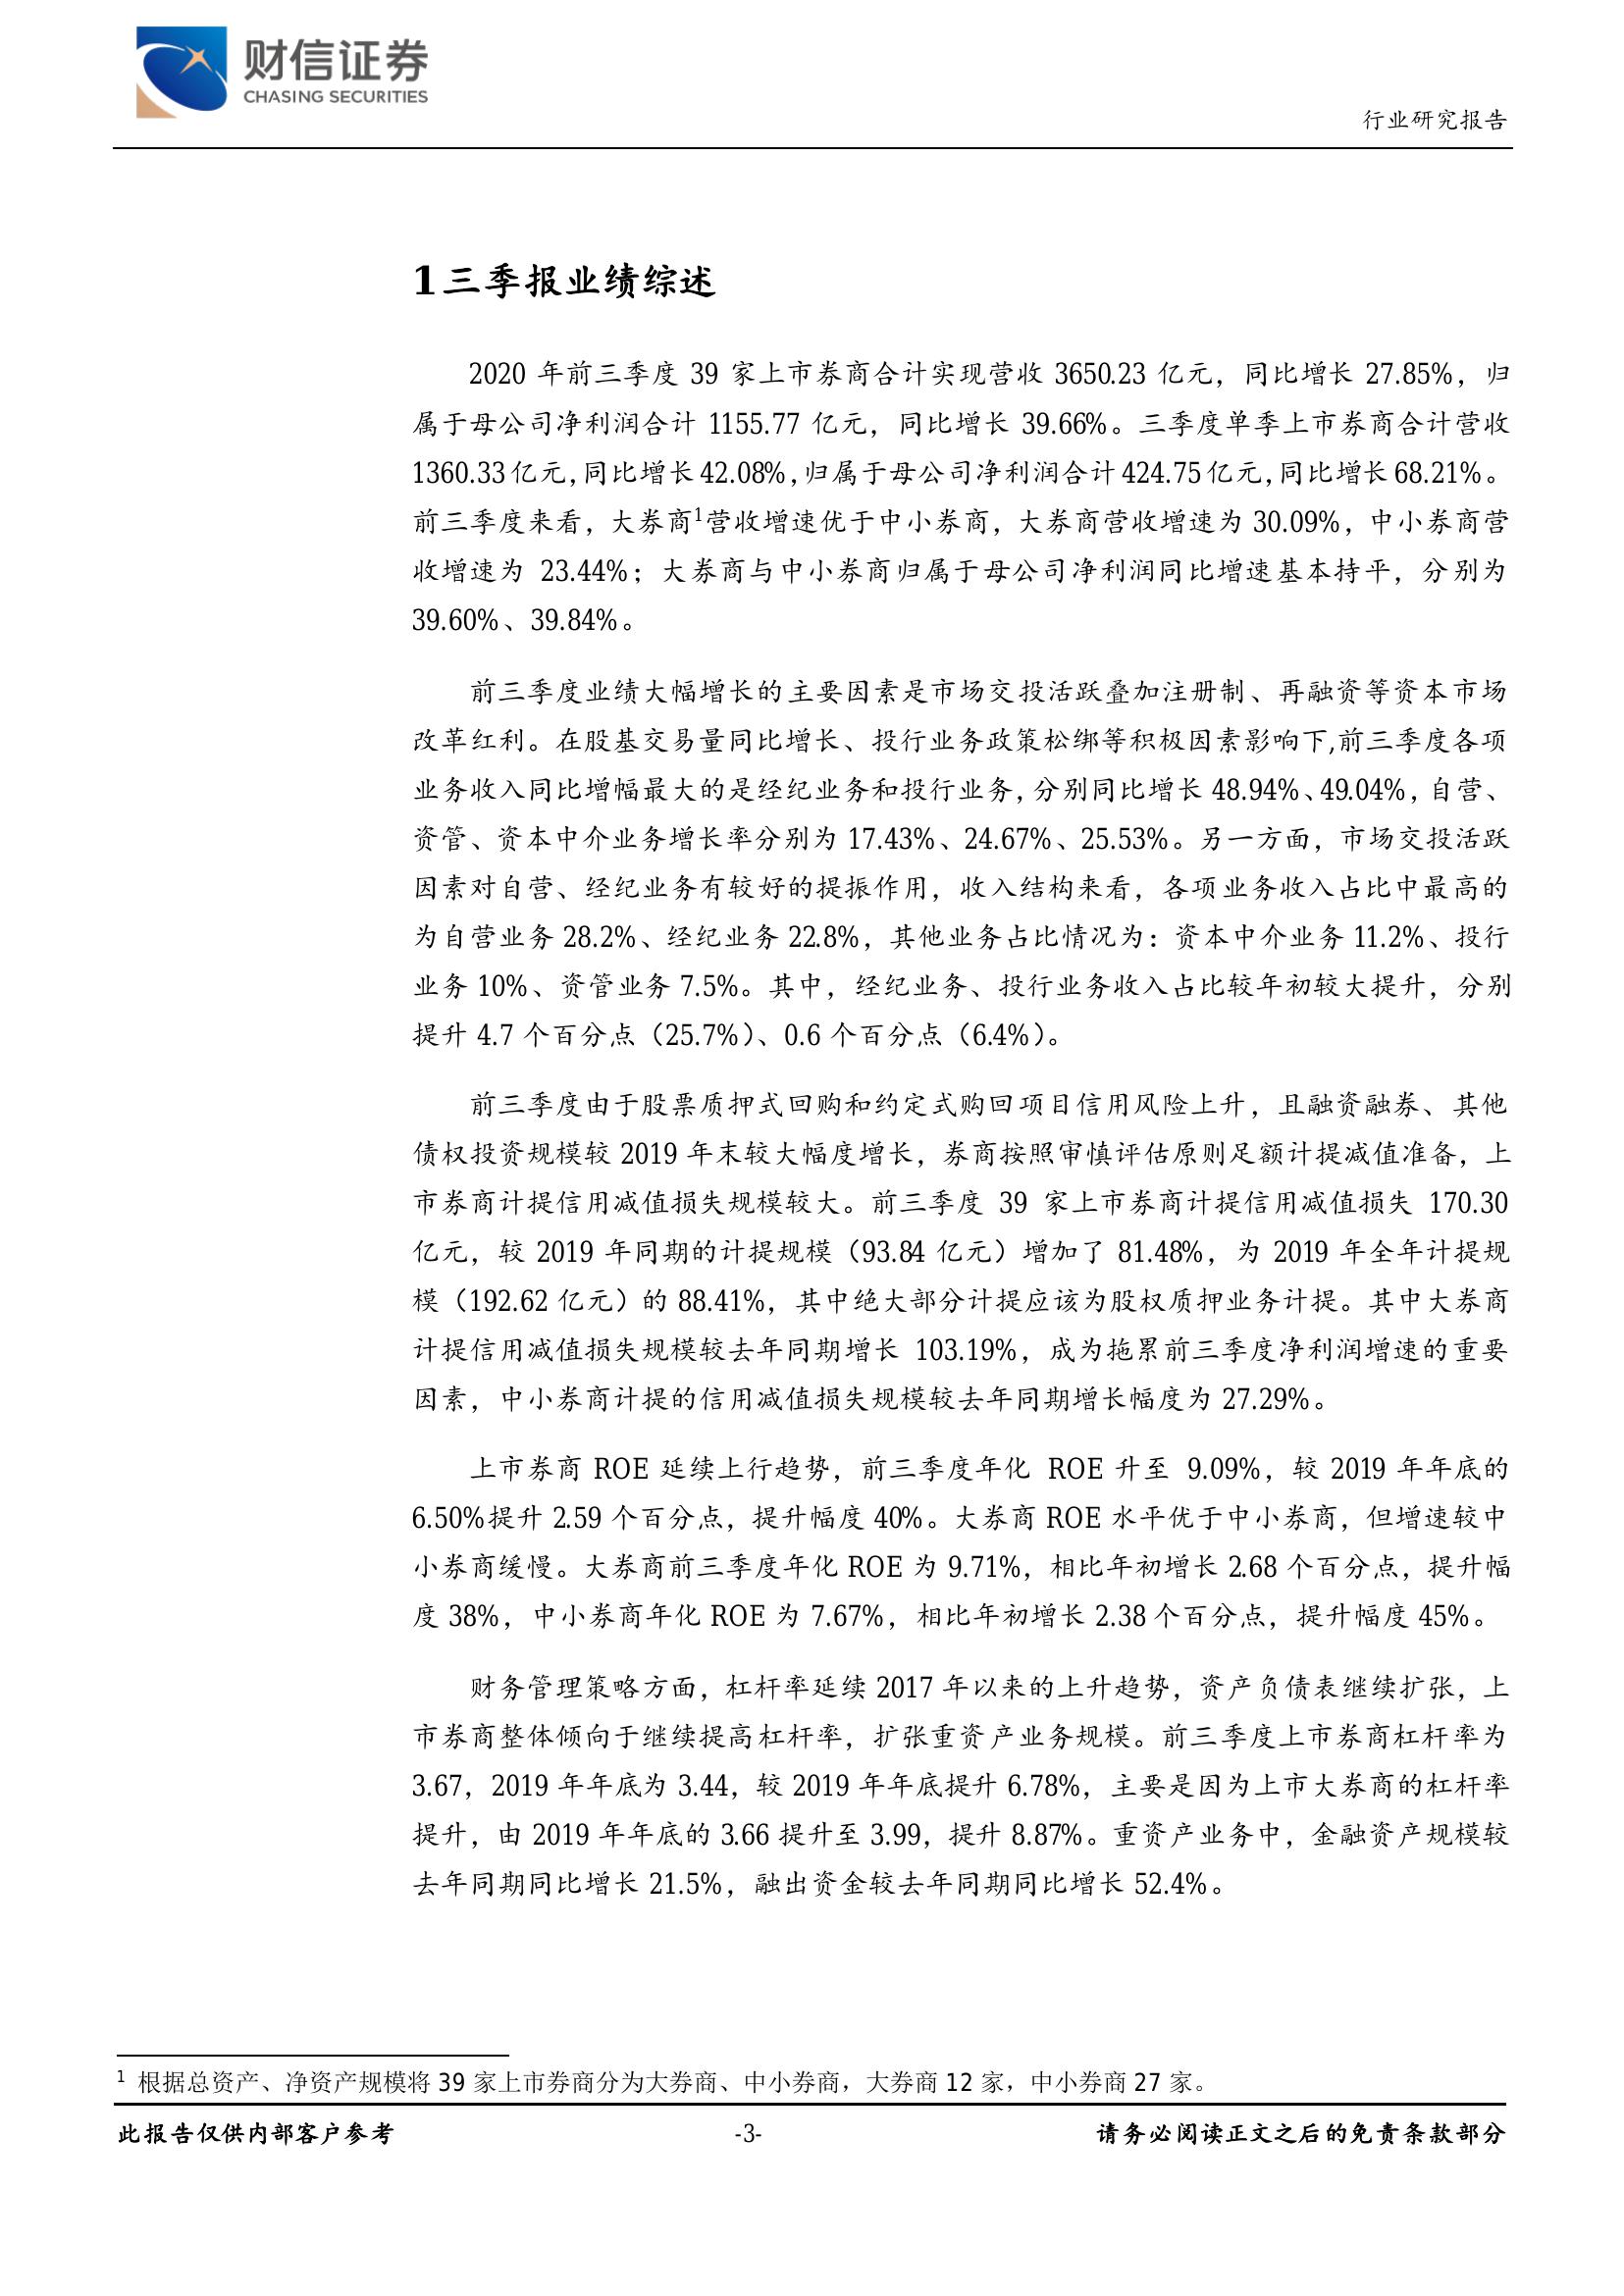 财信证券
CHASING SECURITIES
行业研究报告
1三季报业绩综述
2020 年前三季度 39 家上市券商合计实现营收 3650.23 亿元，同比增长 27.85%，归
属于母公司净利润合计 1155.77 亿元，同比增长 39.66%。三季度单季上市券商合计营收
1360.33亿元,同比增长42.08%,归属于母公司净利润合计424.75亿元,同比增长68.21%。
前三季度来看，大券商1营收增速优于中小券商，大券商营收增速为 30.09%，中小券商营
收增速为 23.44%；大券商与中小券商归属于母公司净利润同比增速基本持平，分别为
39.60%、39.84%。
前三季度业绩大幅增长的主要因素是市场交投活跃叠加注册制、再融资等资本市场
改革红利。在股基交易量同比增长、投行业务政策松绑等积极因素影响下,前三季度各项
业务收入同比增幅最大的是经纪业务和投行业务,分别同比增长 48.94%、49.04%,自营、
资管、资本中介业务增长率分别为 17.43%、24.67%、25.53%。另一方面，市场交投活跃
因素对自营、经纪业务有较好的提振作用，收入结构来看，各项业务收入占比中最高的
为自营业务 28.2%、经纪业务 22.8%，其他业务占比情况为：资本中介业务 11.2%、投行
业务 10%、资管业务 7.5%。其中，经纪业务、投行业务收入占比较年初较大提升，分别
提升 4.7 个百分点（25.7%）、0.6 个百分点（6.4%）。
前三季度由于股票质押式回购和约定式购回项目信用风险上升，且融资融券、其他
债权投资规模较 2019 年末较大幅度增长，券商按照审慎评估原则足额计提减值准备，上
市券商计提信用减值损失规模较大。前三季度 39 家上市券商计提信用减值损失 170.30
亿元，较 2019 年同期的计提规模（93.84 亿元）增加了 81.48%，为 2019 年全年计提规
模（192.62 亿元）的 88.41%，其中绝大部分计提应该为股权质押业务计提。其中大券商
计提信用减值损失规模较去年同期增长 103.19%，成为拖累前三季度净利润增速的重要
因素，中小券商计提的信用减值损失规模较去年同期增长幅度为 27.29%。
上市券商 ROE 延续上行趋势，前三季度年化 ROE 升至 9.09%，较 2019 年年底的
6.50%提升 2.59 个百分点，提升幅度 40%。大券商 ROE 水平优于中小券商，但增速较中
小券商缓慢。大券商前三季度年化 ROE 为 9.71%，相比年初增长 2.68 个百分点，提升幅
度 38%，中小券商年化 ROE 为 7.67%，相比年初增长 2.38 个百分点，提升幅度 45%。
财务管理策略方面，杠杆率延续 2017 年以来的上升趋势，资产负债表继续扩张，上
市券商整体倾向于继续提高杠杆率，扩张重资产业务规模。前三季度上市券商杠杆率为
3.67，2019 年年底为 3.44，较 2019 年年底提升 6.78%，主要是因为上市大券商的杠杆率
提升，由 2019 年年底的 3.66 提升至 3.99，提升 8.87%。重资产业务中，金融资产规模较
去年同期同比增长 21.5%，融出资金较去年同期同比增长 52.4%。
1 根据总资产、净资产规模将 39 家上市券商分为大券商、中小券商，大券商 12 家，中小券商 27 家。
此报告仅供内部客户参考 -3- 请务必阅读正文之后的免责条款部分